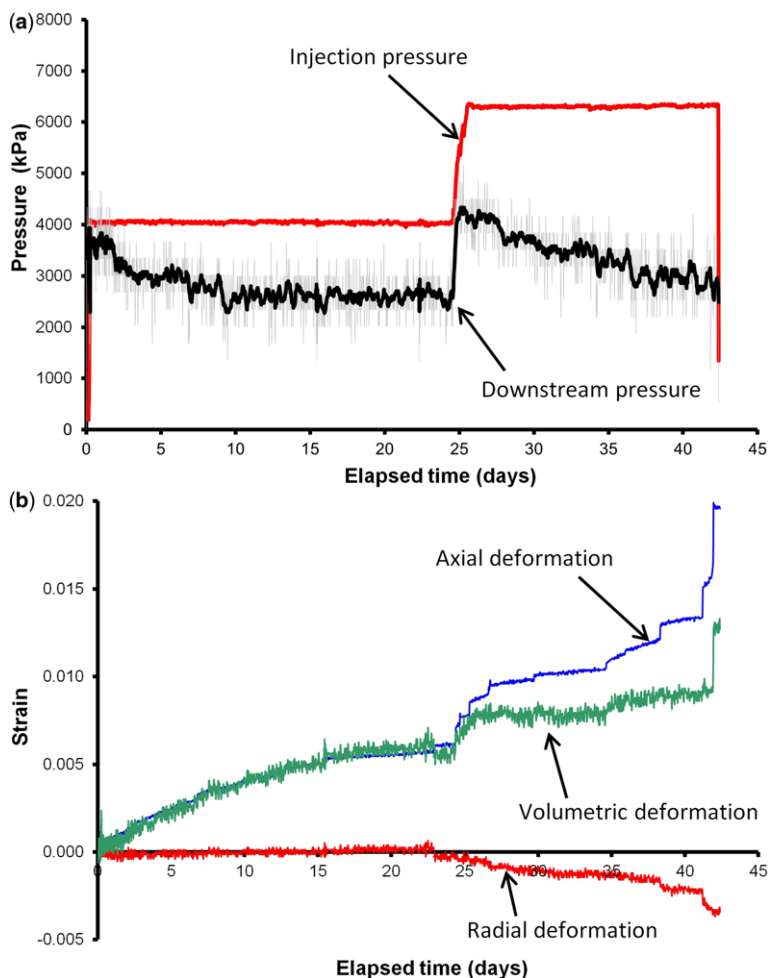 (a)
8000
7000
6000
5000
4000
3000
2000
1000
0
Pressure (kPa)
Injection pressure
Downstream pressure
0 5 10 15 20 25 30 35 40 45
Elapsed time (days)
(b)
0.020
0.015
0.010
0.005
0.000
-0.005
Strain
Axial deformation
Volumetric deformation
0 5 10 15 20 25 30 35 40 45
Radial deformation
Elapsed time (days)